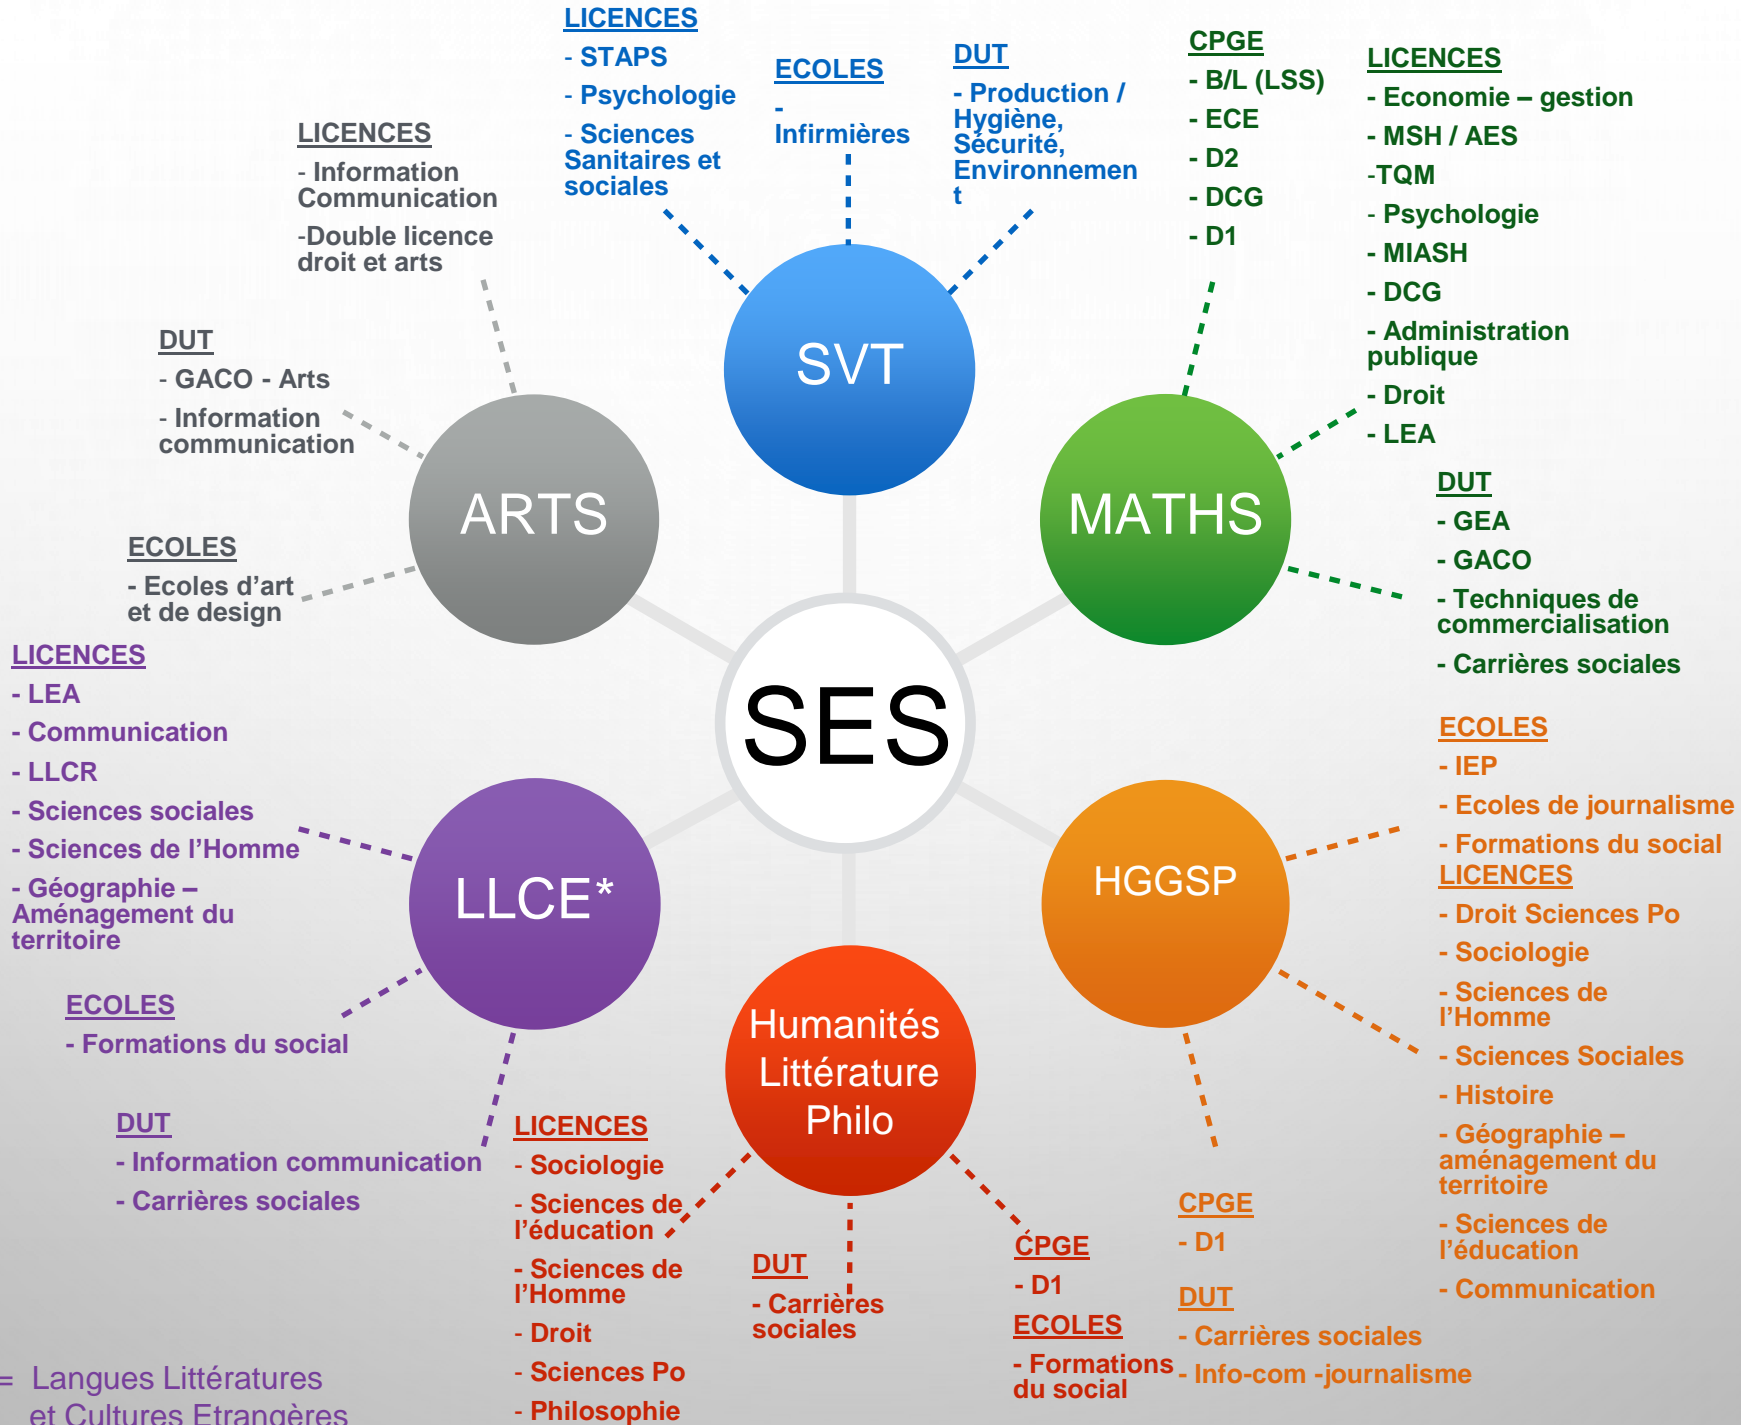 LICENCES
- STAPS
- Psychologie
- Sciences
Sanitaires et
sociales
ECOLES
-
Infirmières
DUT
- Production /
Hygiène,
Sécurité,
Environnemen
t
CPGE
- B/L (LSS)
- ECE
- D2
- DCG
- D1
LICENCES
- Economie – gestion
- MSH / AES
-TQM
- Psychologie
- MIASH
- DCG
- Administration
publique
- Droit
- LEA
LICENCES
- Information
Communication
-Double licence
droit et arts
DUT
- GACO - Arts
- Information
communication
ECOLES
- Ecoles d’art
et de design
SVT
ARTS
MATHS
DUT
- GEA
- GACO
- Techniques de
commercialisation
- Carrières sociales
SES
LICENCES
- LEA
- Communication
- LLCR
- Sciences sociales
- Sciences de l’Homme
- Géographie –
Aménagement du
territoire
LLCE*
HGGSP
ECOLES
- IEP
- Ecoles de journalisme
- Formations du social
LICENCES
- Droit Sciences Po
- Sociologie
- Sciences de
l’Homme
- Sciences Sociales
- Histoire
- Géographie –
aménagement du
territoire
- Sciences de
l’éducation
- Communication
ECOLES
- Formations du social
DUT
- Information communication
- Carrières sociales
Humanités
Littérature
Philo
LICENCES
- Sociologie
- Sciences de
l’éducation
- Sciences de
l’Homme
- Droit
- Sciences Po
- Philosophie
DUT
- Carrières
sociales
CPGE
- D1
ECOLES
- Formations
du social
CPGE
- D1
DUT
- Carrières sociales
- Info-com -journalisme
= Langues Littératures
et Cultures Etrangères